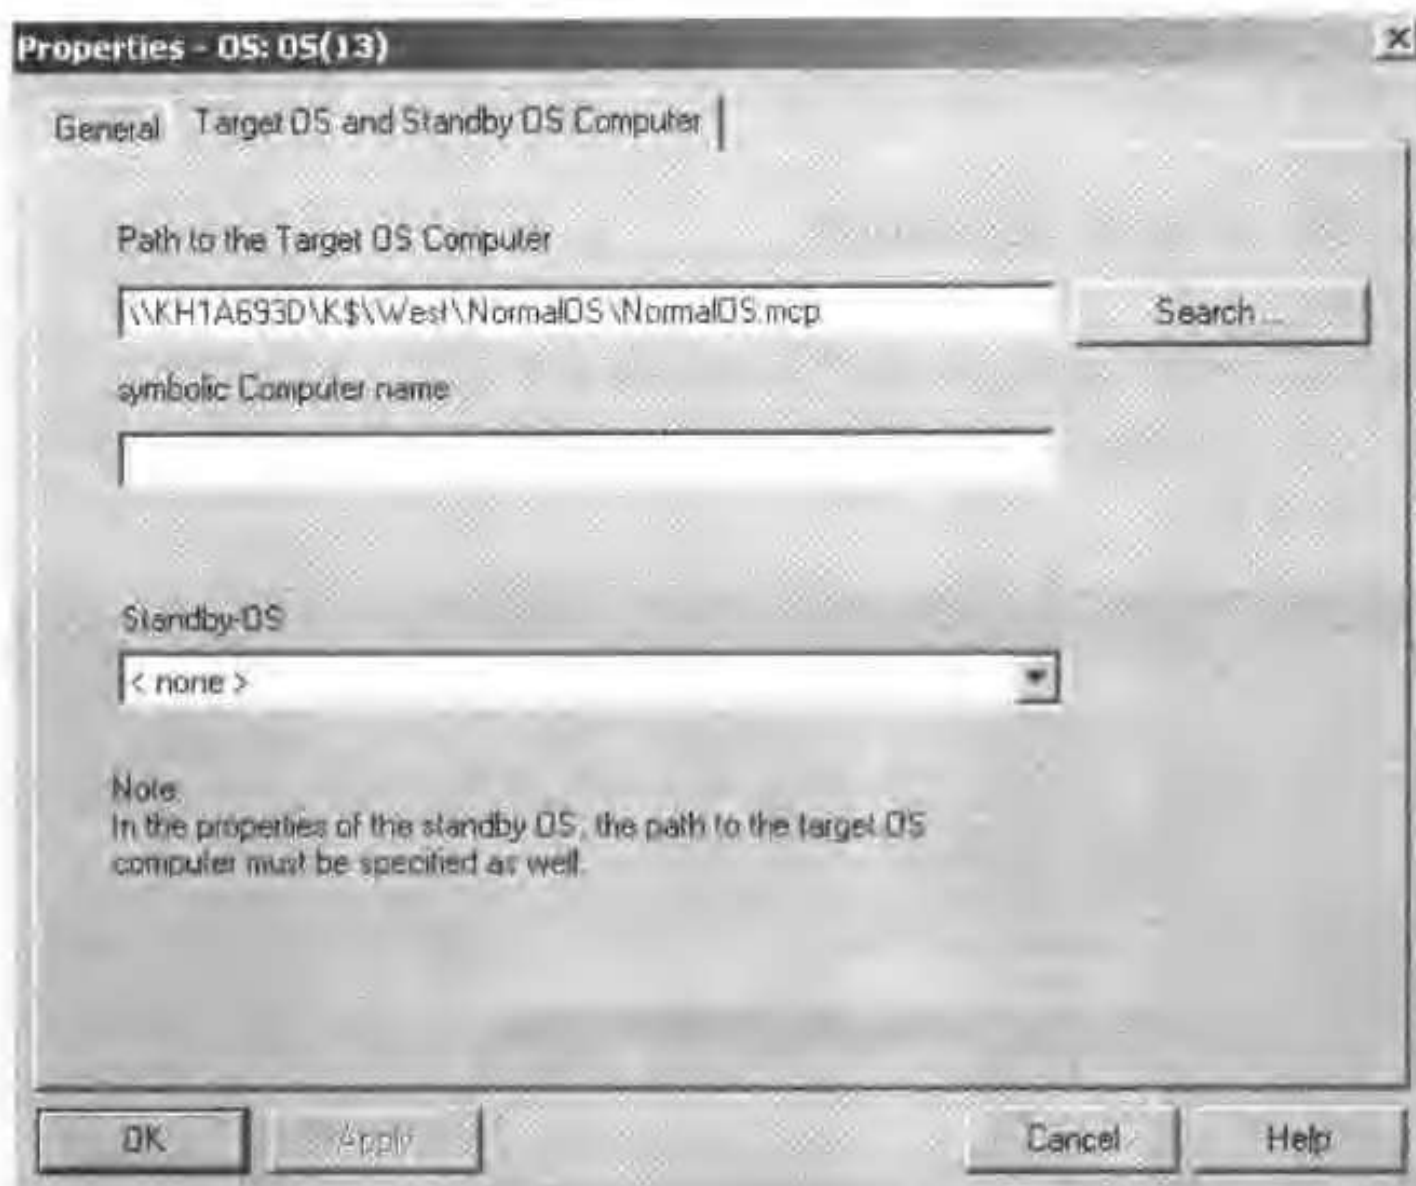 Properties - OS: OS(13)
General
Target OS and Standby OS Computer
Path to the Target OS Computer
\\KH1A693D\K$\West\NormalOS\NormalOS.mcp
Search ...
symbolic Computer name
Standby-OS
< none >
Note
In the properties of the standby OS, the path to the target OS
computer must be specified as well.
OK
Apply
Cancel
Help